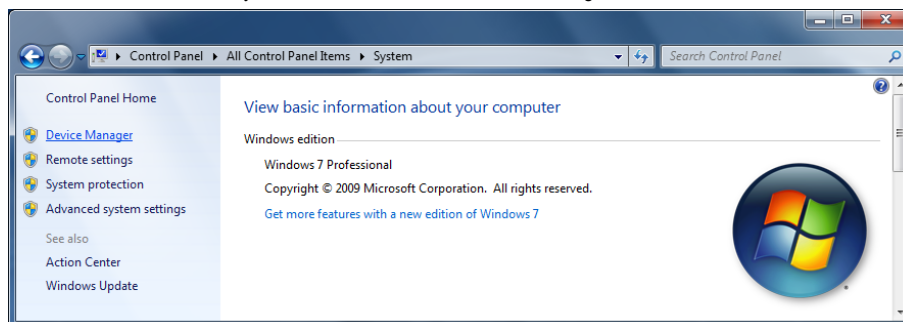 Control Panel ▸ All Control Panel Items ▸ System
Search Control Panel
Control Panel Home
Device Manager
Remote settings
System protection
Advanced system settings
See also
Action Center
Windows Update
View basic information about your computer
Windows edition
Windows 7 Professional
Copyright © 2009 Microsoft Corporation. All rights reserved.
Get more features with a new edition of Windows 7